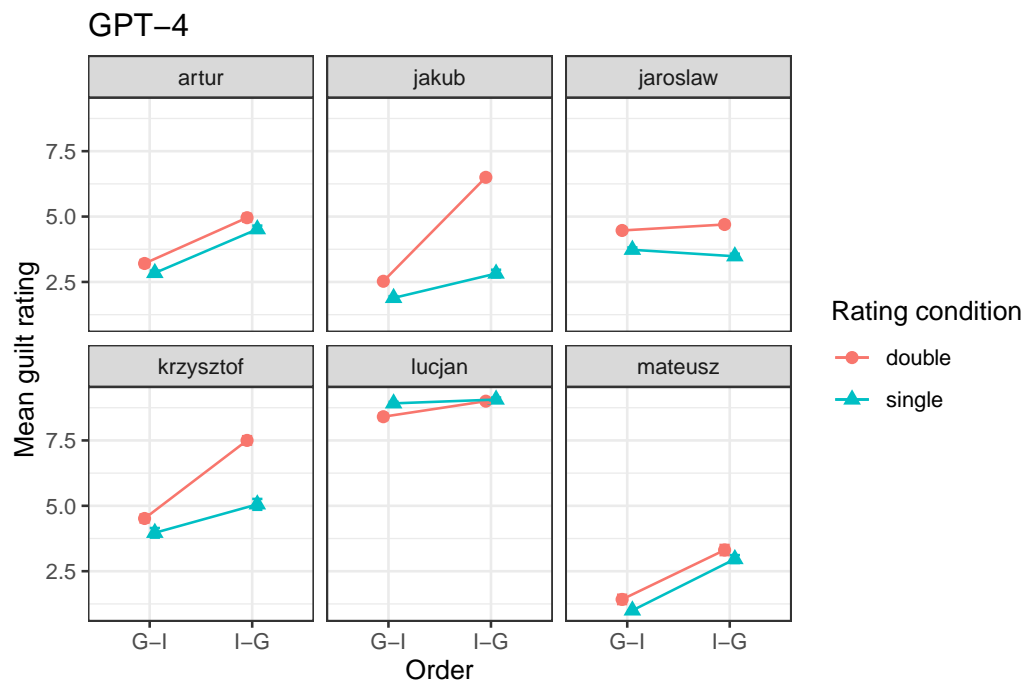 GPT−4
artur
jakub
jaroslaw
7.5
5.0
2.5
krzysztof
lucjan
mateusz
7.5
5.0
2.5
G−I
I−G
G−I
I−G
G−I
I−G
Order
Mean guilt rating
Rating condition
double
single